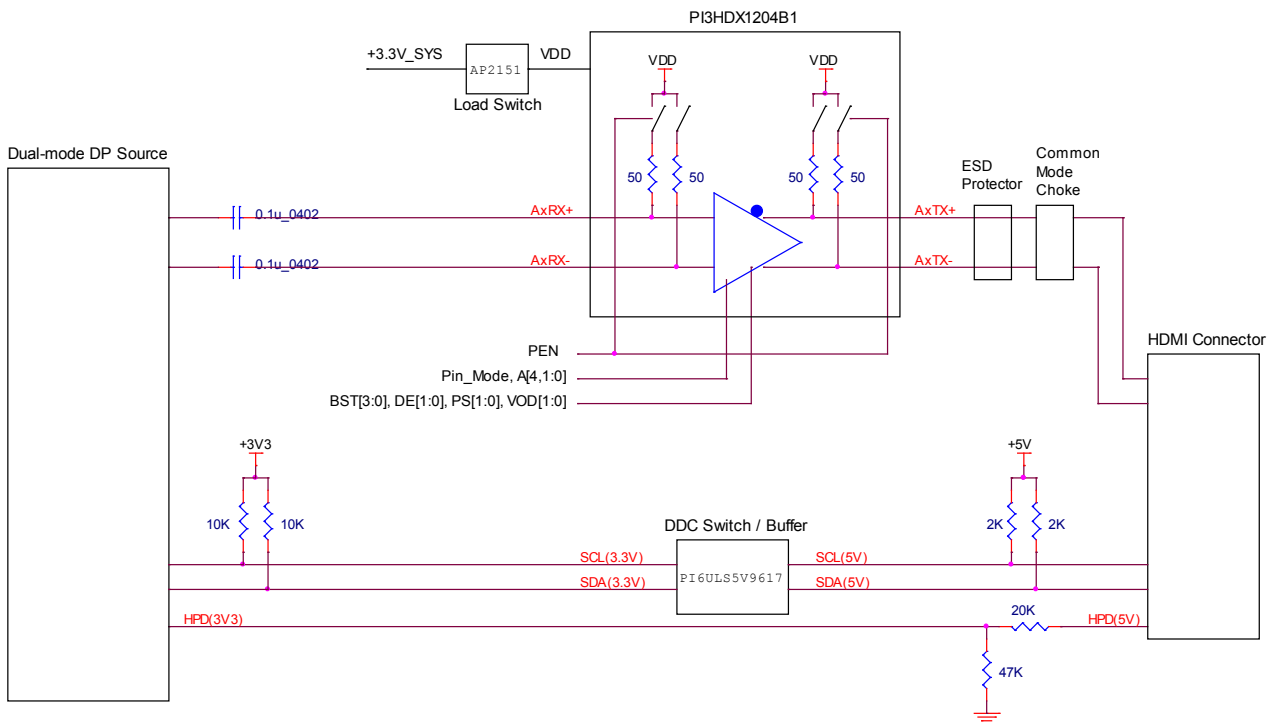 PI3HDX1204B1
+3.3V_SYS
VDD
AP2151
Load Switch
VDD
VDD
Dual-mode DP Source
50
50
50
50
ESD
Protector
Common
Mode
Choke
0.1u_0402
AxRX+
AxTX+
0.1u_0402
AxRX-
AxTX-
PEN
Pin_Mode, A[4,1:0]
BST[3:0], DE[1:0], PS[1:0], VOD[1:0]
HDMI Connector
+3V3
+5V
10K
10K
DDC Switch / Buffer
2K
2K
SCL(3.3V)
SCL(5V)
PI6ULS5V9617
SDA(3.3V)
SDA(5V)
HPD(3V3)
20K
HPD(5V)
47K